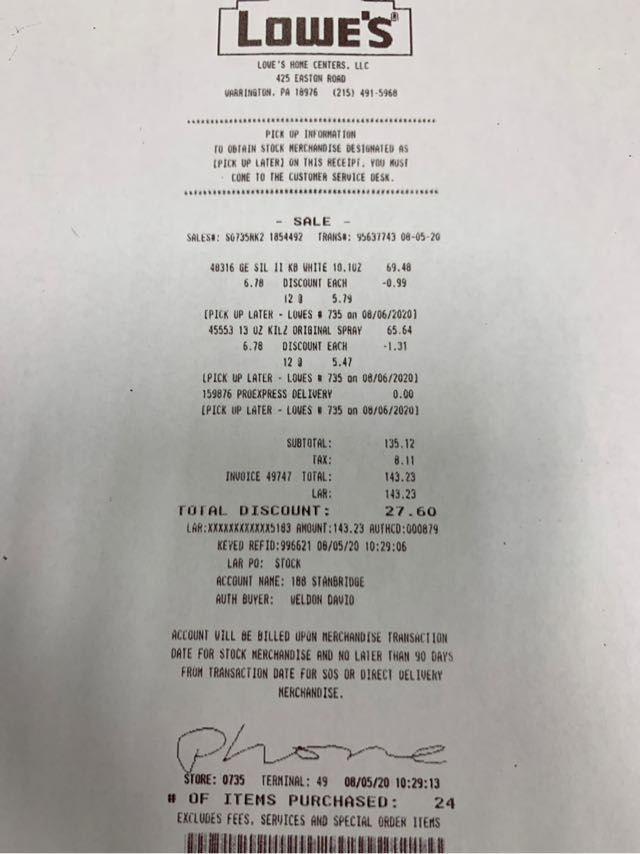 LOWE'S®
LOWE'S HOME CENTERS, LLC
425 EASTON ROAD
WARRINGTON, PA 18976 (215) 491-5968
PICK UP INFORMATION
TO OBTAIN STOCK MERCHANDISE DESIGNATED AS
[PICK UP LATER] ON THIS RECEIPT, YOU MUST
COME TO THE CUSTOMER SERVICE DESK.
- SALE -
SALES#: S0735RK2 1854492 TRANS#: 95637743 08-05-20
48316 GE SIL II KB WHITE 10.1OZ 69.48
6.78 DISCOUNT EACH -0.99
12 @ 5.79
[PICK UP LATER - LOWES # 735 on 08/06/2020]
45553 13 OZ KILZ ORIGINAL SPRAY 65.64
6.78 DISCOUNT EACH -1.31
12 @ 5.47
[PICK UP LATER - LOWES # 735 on 08/06/2020]
159876 PROEXPRESS DELIVERY 0.00
[PICK UP LATER - LOWES # 735 on 08/06/2020]
SUBTOTAL: 135.12
TAX: 8.11
INVOICE 49747 TOTAL: 143.23
LAR: 143.23
TOTAL DISCOUNT: 27.60
LAR:XXXXXXXXXXXX5183 AMOUNT:143.23 AUTHCD:000879
KEYED REFID:996621 08/05/20 10:29:06
LAR PO: STOCK
ACCOUNT NAME: 188 STANBRIDGE
AUTH BUYER: WELDON DAVID
ACCOUNT WILL BE BILLED UPON MERCHANDISE TRANSACTION
DATE FOR STOCK MERCHANDISE AND NO LATER THAN 90 DAYS
FROM TRANSACTION DATE FOR SOS OR DIRECT DELIVERY
MERCHANDISE.
Phone
STORE: 0735 TERMINAL: 49 08/05/20 10:29:13
# OF ITEMS PURCHASED: 24
EXCLUDES FEES, SERVICES AND SPECIAL ORDER ITEMS